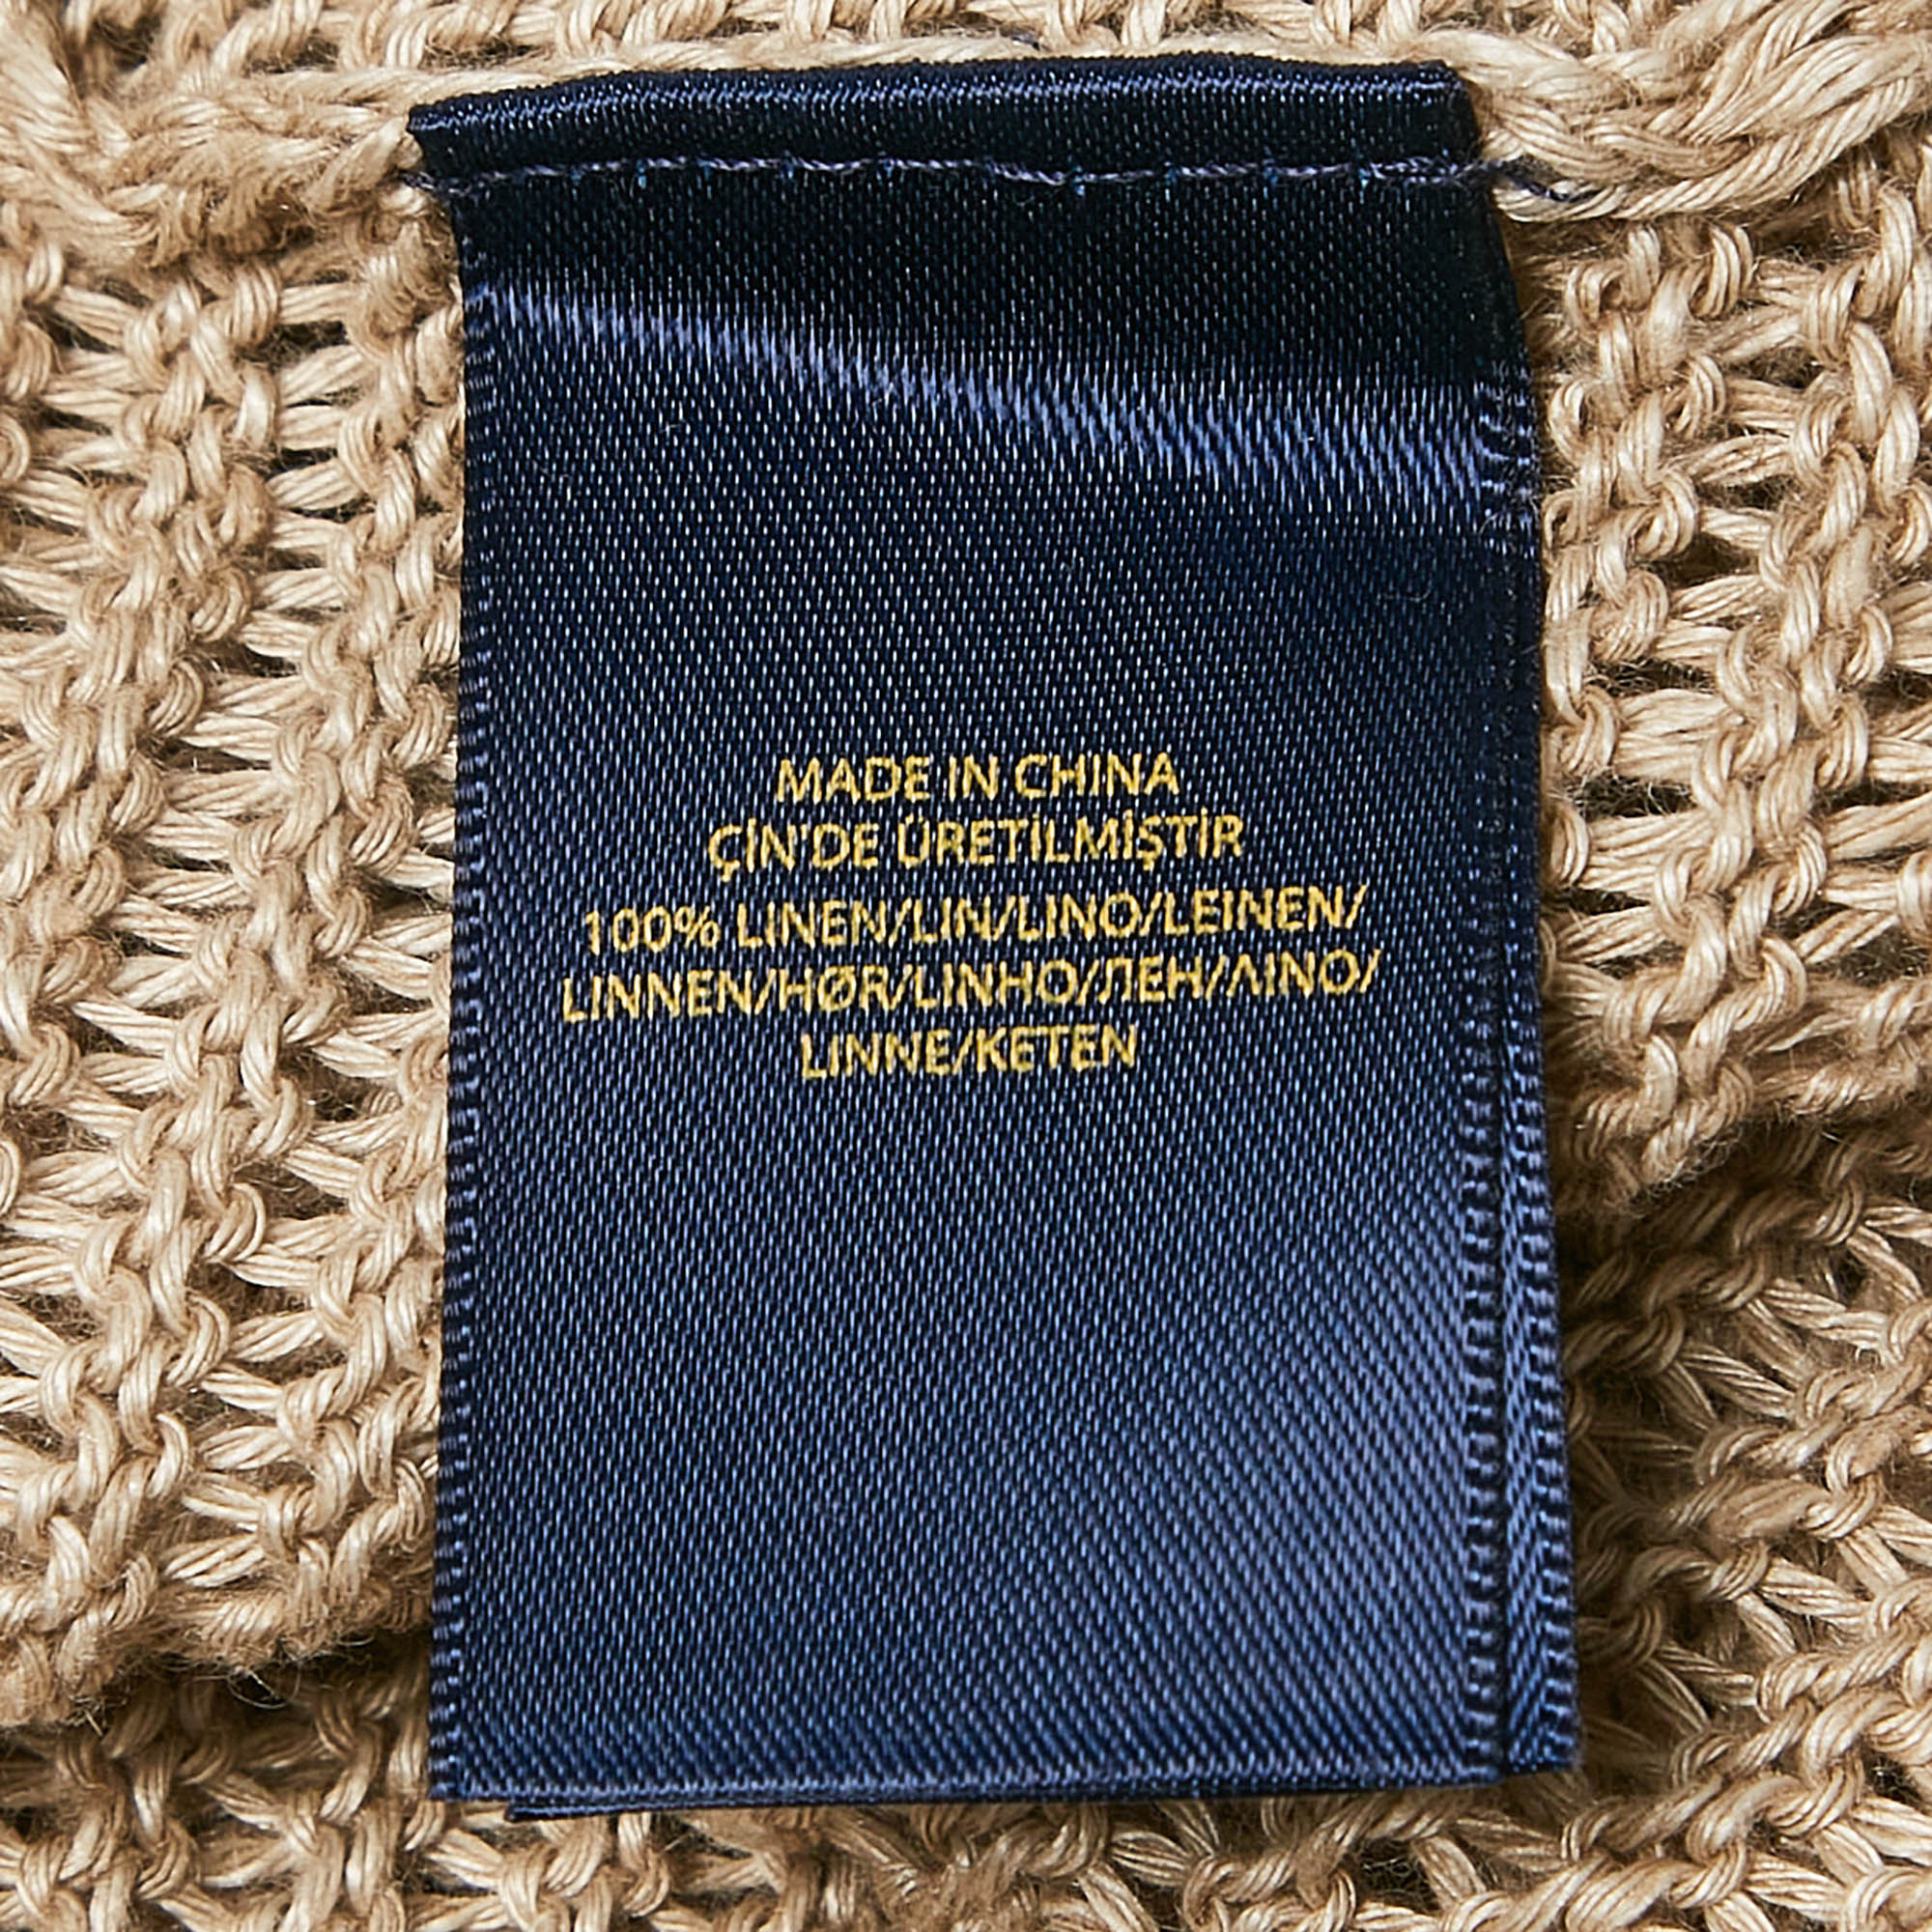 MADE IN CHINA
ÇİN'DE ÜRETİLMİŞTİR
100% LINEN/LIN/LINO/LEINEN/
LINNEN/HØR/LINHO/ЛЕН/ΛΙΝΟ/
LINNE/KETEN